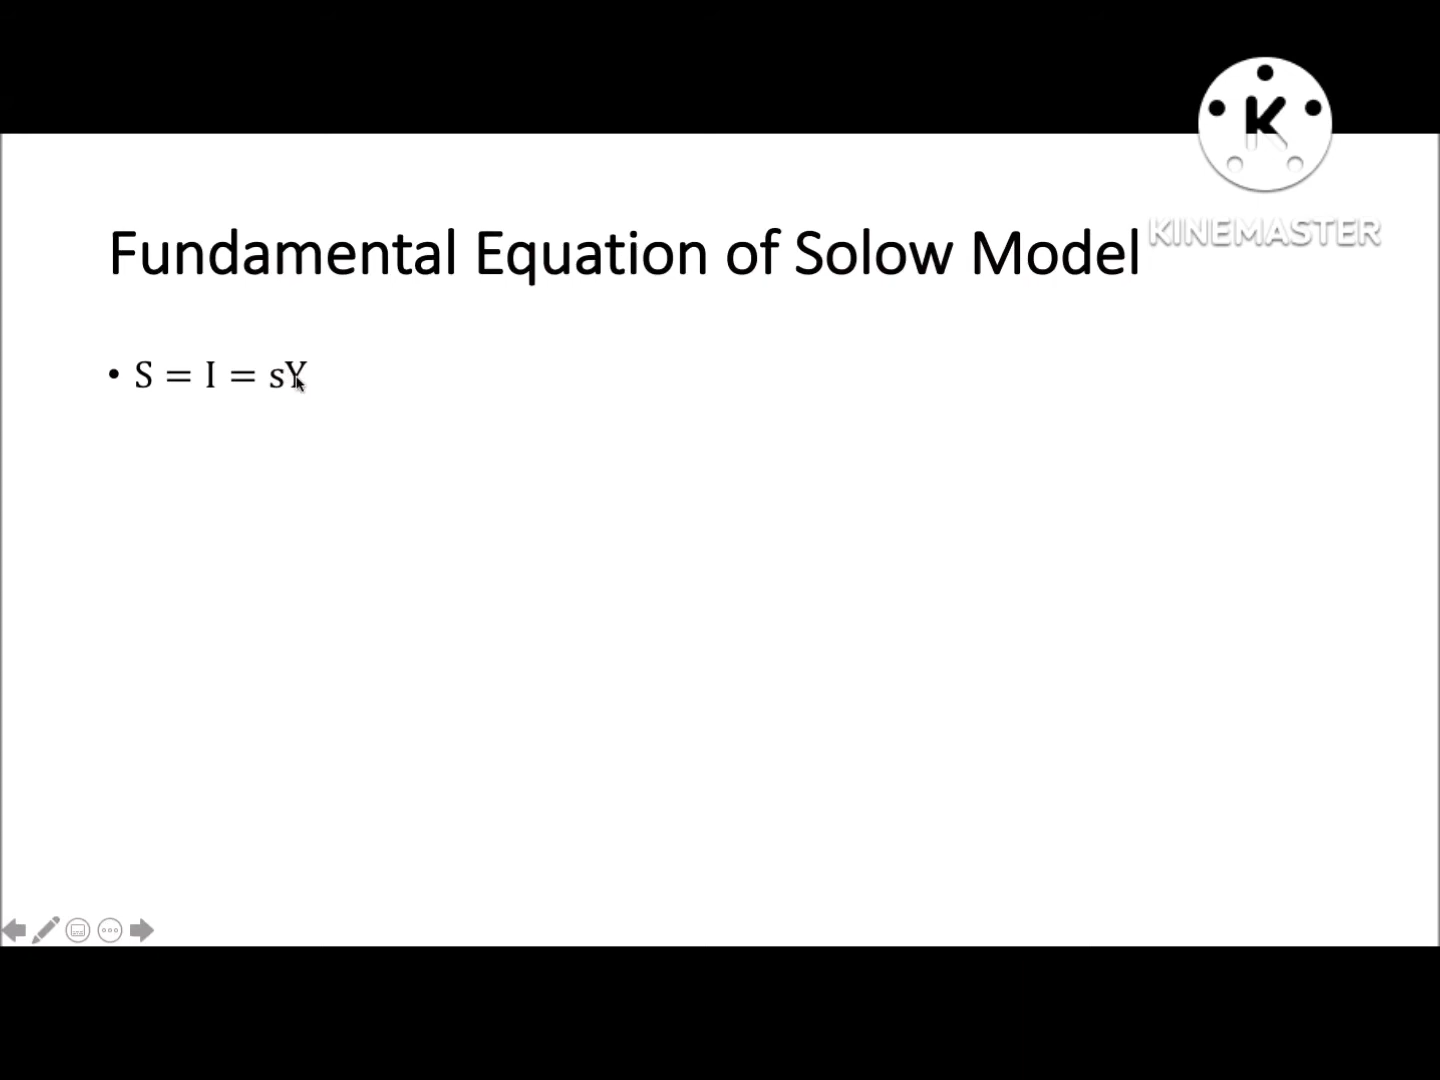 K
KINEMASTER
Fundamental Equation of Solow Model
• S = I = sY